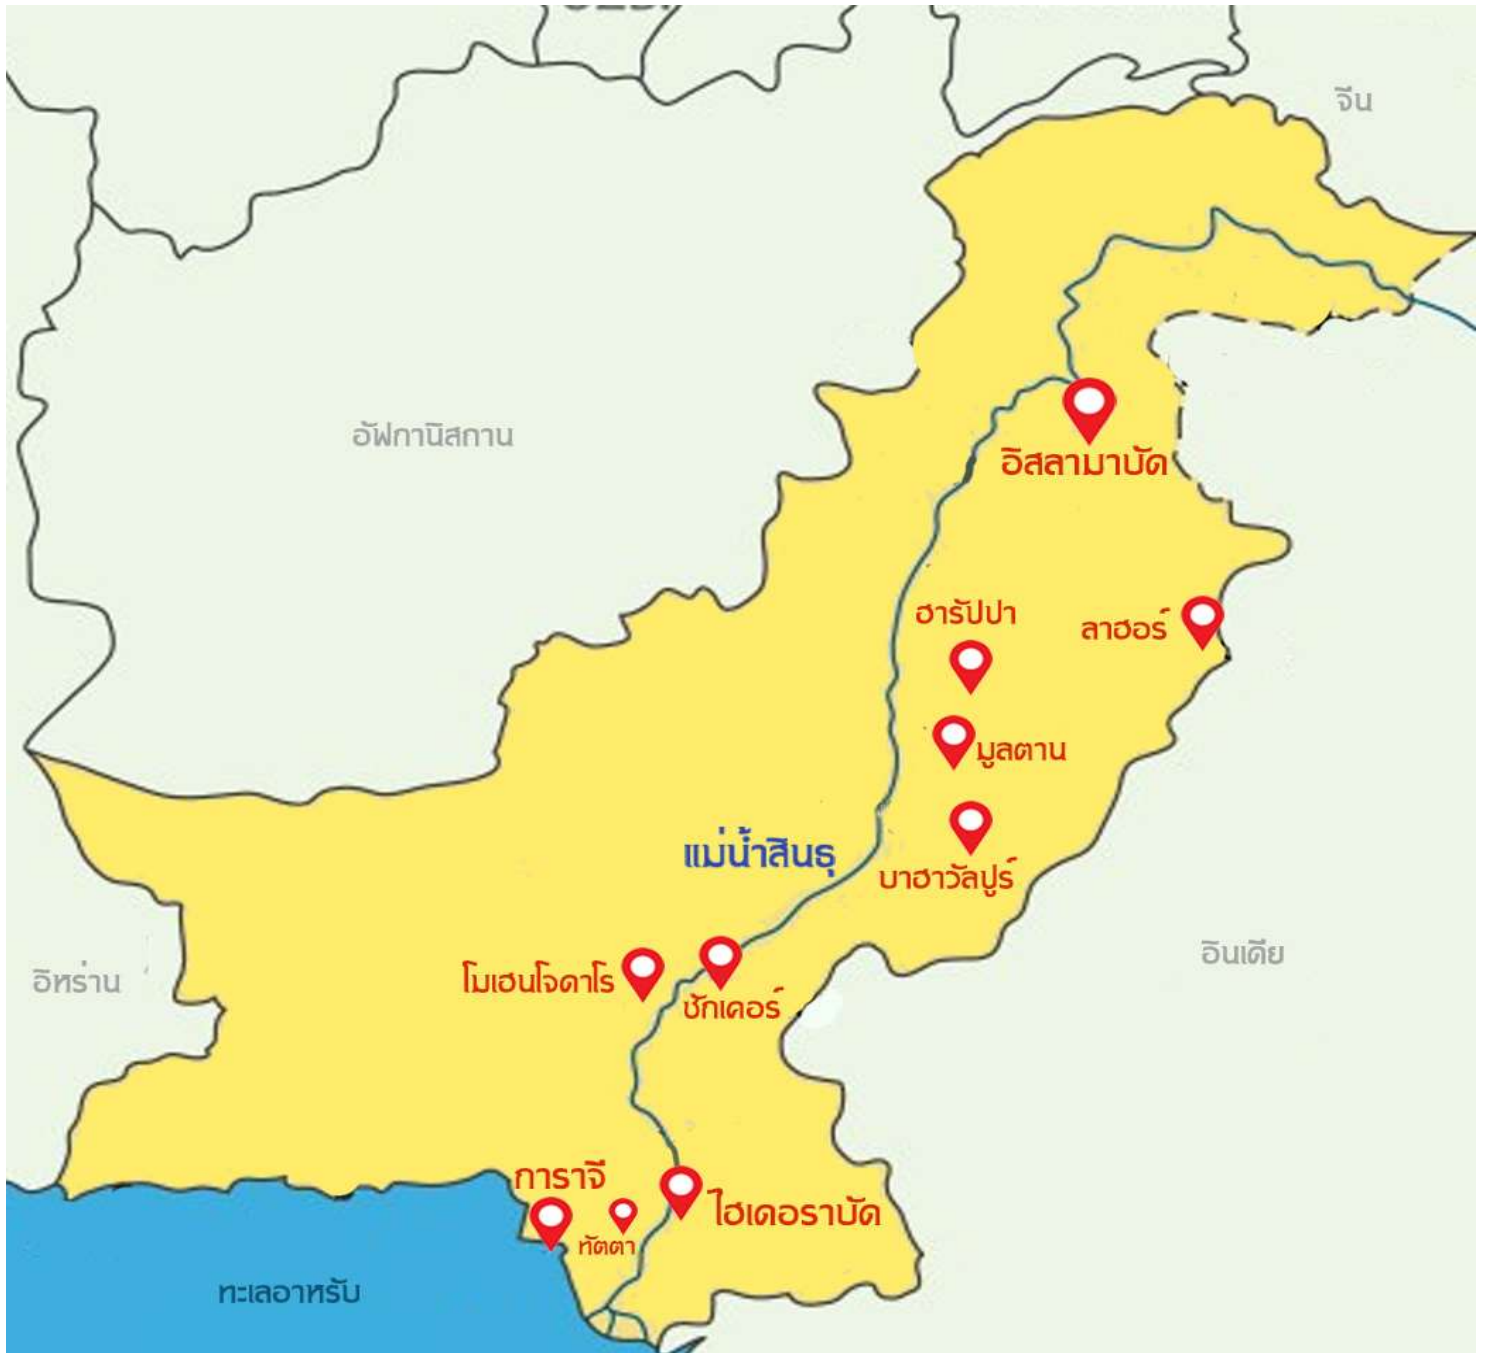 จีน
อัฟกานิสถาน
อิสลามาบัด
ฮารัปปา
ลาฮอร์
มูลตาน
แม่น้ำสินธุ
บาฮาวัลปูร์
อินเดีย
อิหร่าน
โมเฮนโจดาโร
ชักเคอร์
การาจี
ไฮเดอราบัด
ทัตตา
ทะเลอาหรับ